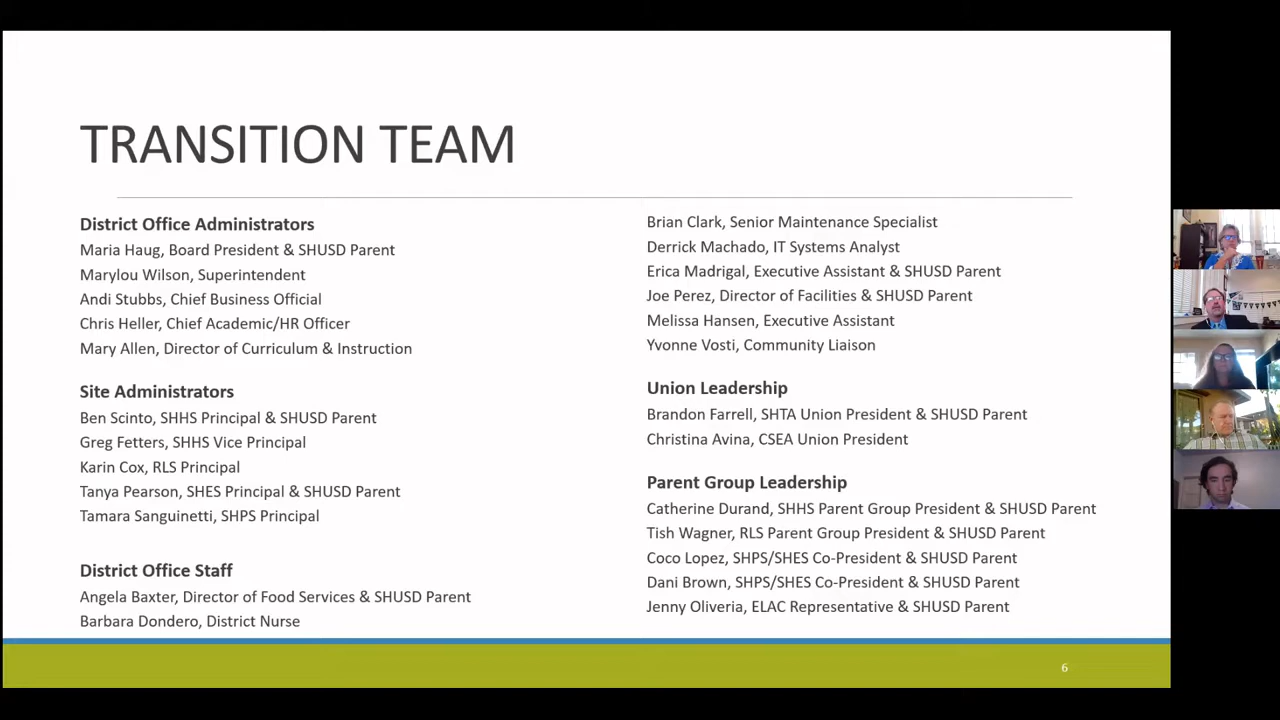 TRANSITION TEAM
District Office Administrators
Maria Haug, Board President & SHUSD Parent
Marylou Wilson, Superintendent
Andi Stubbs, Chief Business Official
Chris Heller, Chief Academic/HR Officer
Mary Allen, Director of Curriculum & Instruction
Site Administrators
Ben Scinto, SHHS Principal & SHUSD Parent
Greg Fetters, SHHS Vice Principal
Karin Cox, RLS Principal
Tanya Pearson, SHES Principal & SHUSD Parent
Tamara Sanguinetti, SHPS Principal
District Office Staff
Angela Baxter, Director of Food Services & SHUSD Parent
Barbara Dondero, District Nurse
Brian Clark, Senior Maintenance Specialist
Derrick Machado, IT Systems Analyst
Erica Madrigal, Executive Assistant & SHUSD Parent
Joe Perez, Director of Facilities & SHUSD Parent
Melissa Hansen, Executive Assistant
Yvonne Vosti, Community Liaison
Union Leadership
Brandon Farrell, SHTA Union President & SHUSD Parent
Christina Avina, CSEA Union President
Parent Group Leadership
Catherine Durand, SHHS Parent Group President & SHUSD Parent
Tish Wagner, RLS Parent Group President & SHUSD Parent
Coco Lopez, SHPS/SHES Co-President & SHUSD Parent
Dani Brown, SHPS/SHES Co-President & SHUSD Parent
Jenny Oliveria, ELAC Representative & SHUSD Parent
6